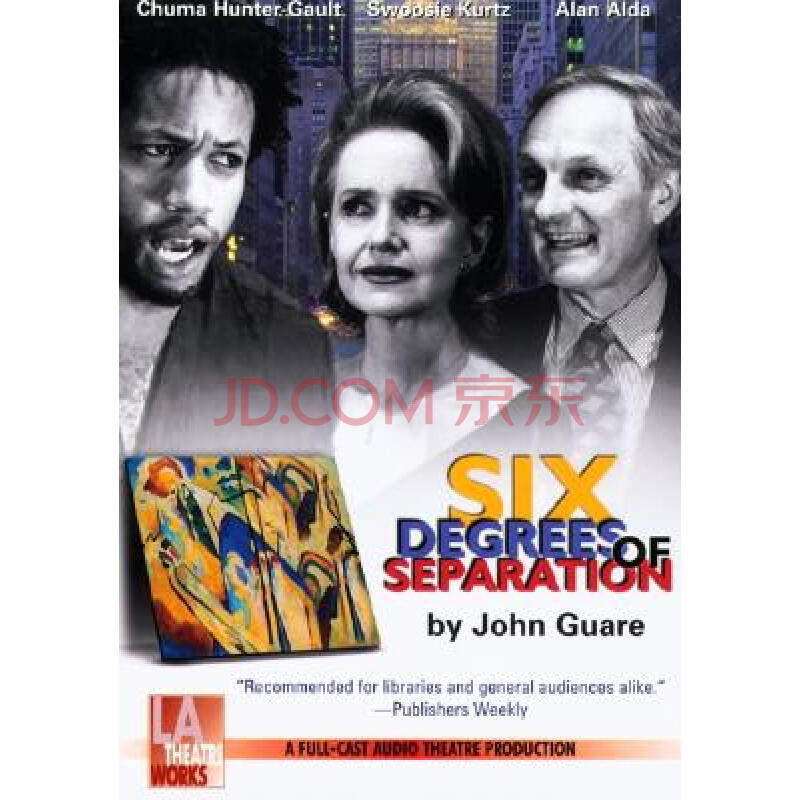 Chuma Hunter-Gault Swoosie Kurtz Alan Alda
JD.COM 京东
SIX
DEGREES OF
SEPARATION
by John Guare
"Recommended for libraries and general audiences alike."
—Publishers Weekly
LA
THEATRE
WORKS
A FULL-CAST AUDIO THEATRE PRODUCTION